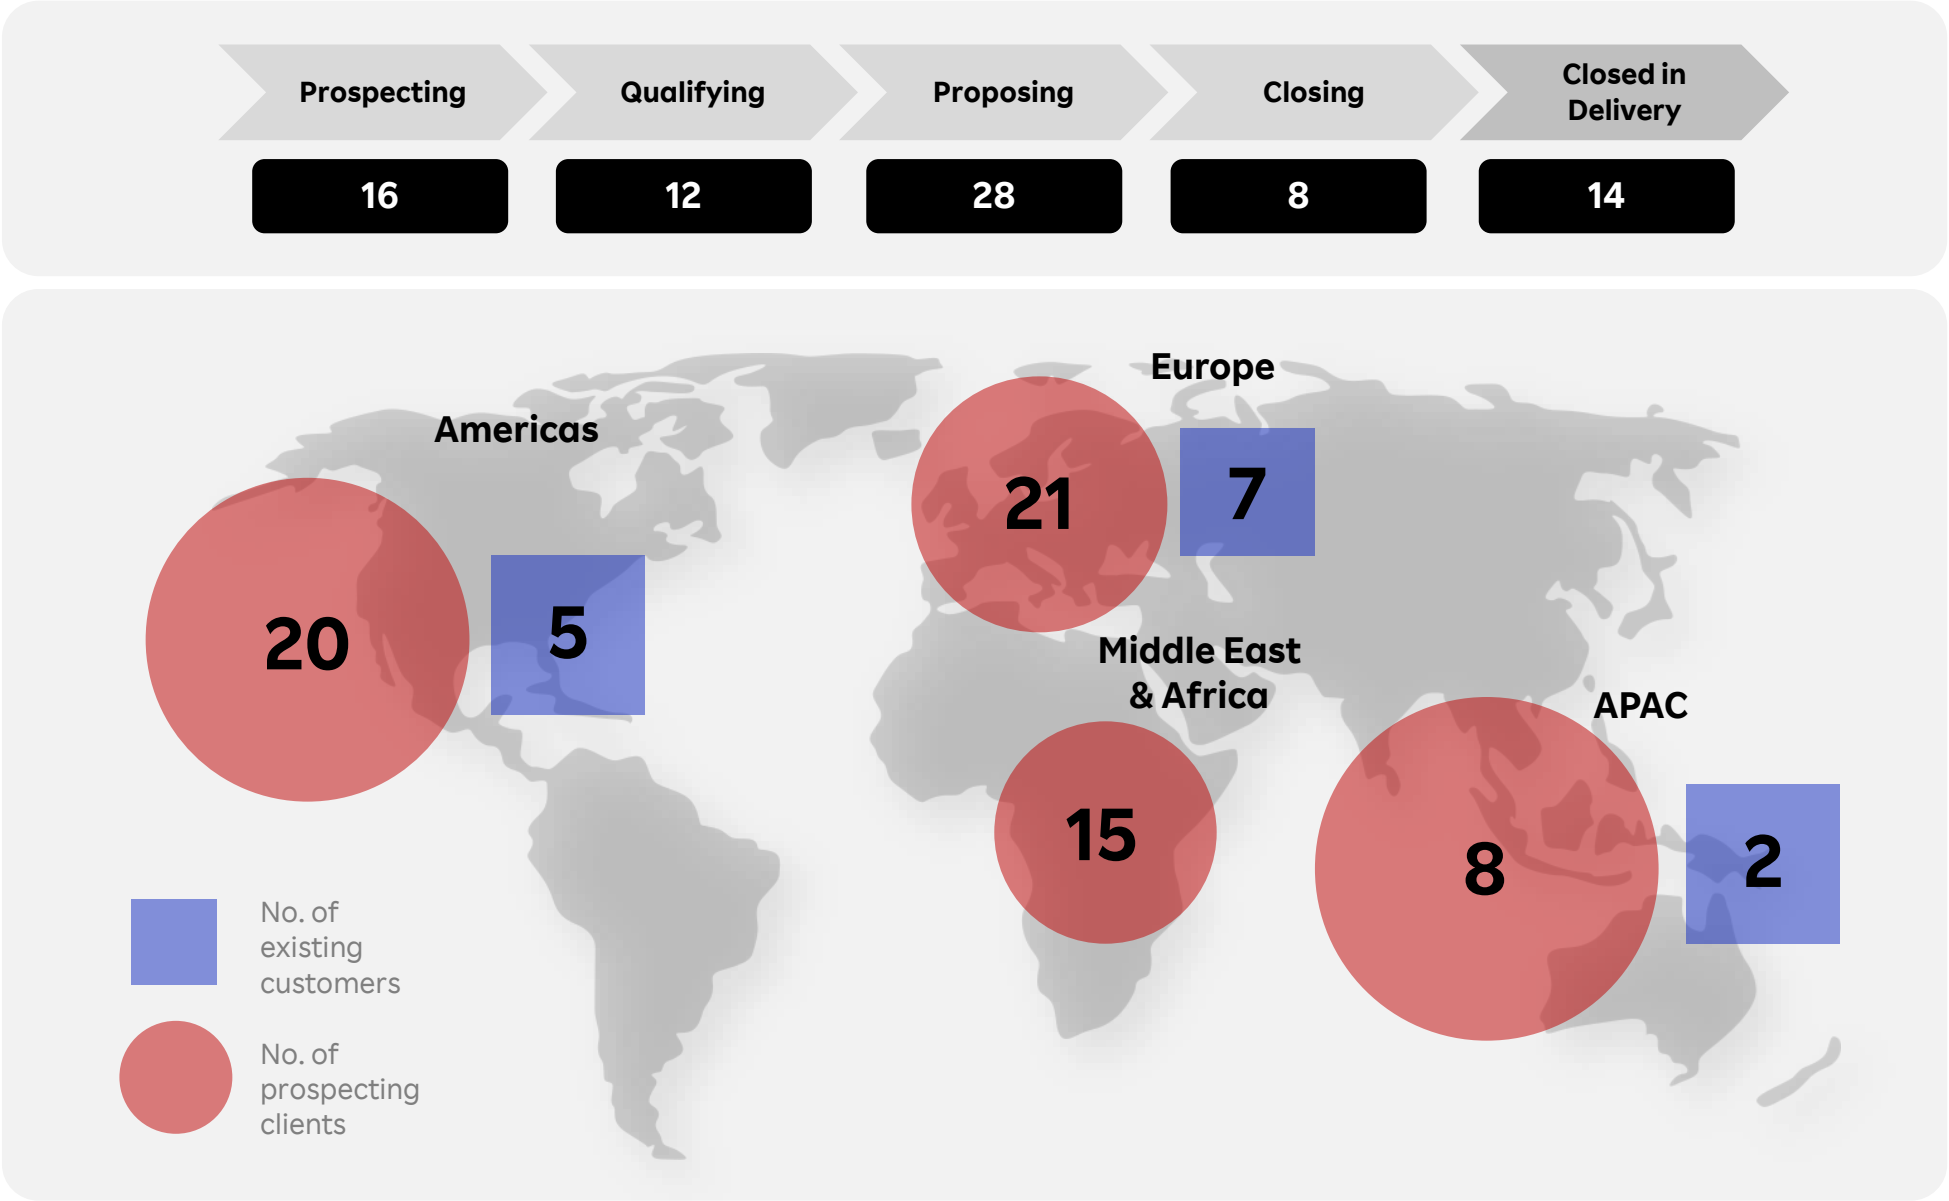 Prospecting
Qualifying
Proposing
Closing
Closed in
Delivery
16
12
28
8
14
Europe
Americas
21
7
20
5
Middle East
& Africa
APAC
15
8
2
No. of
existing
customers
No. of
prospecting
clients